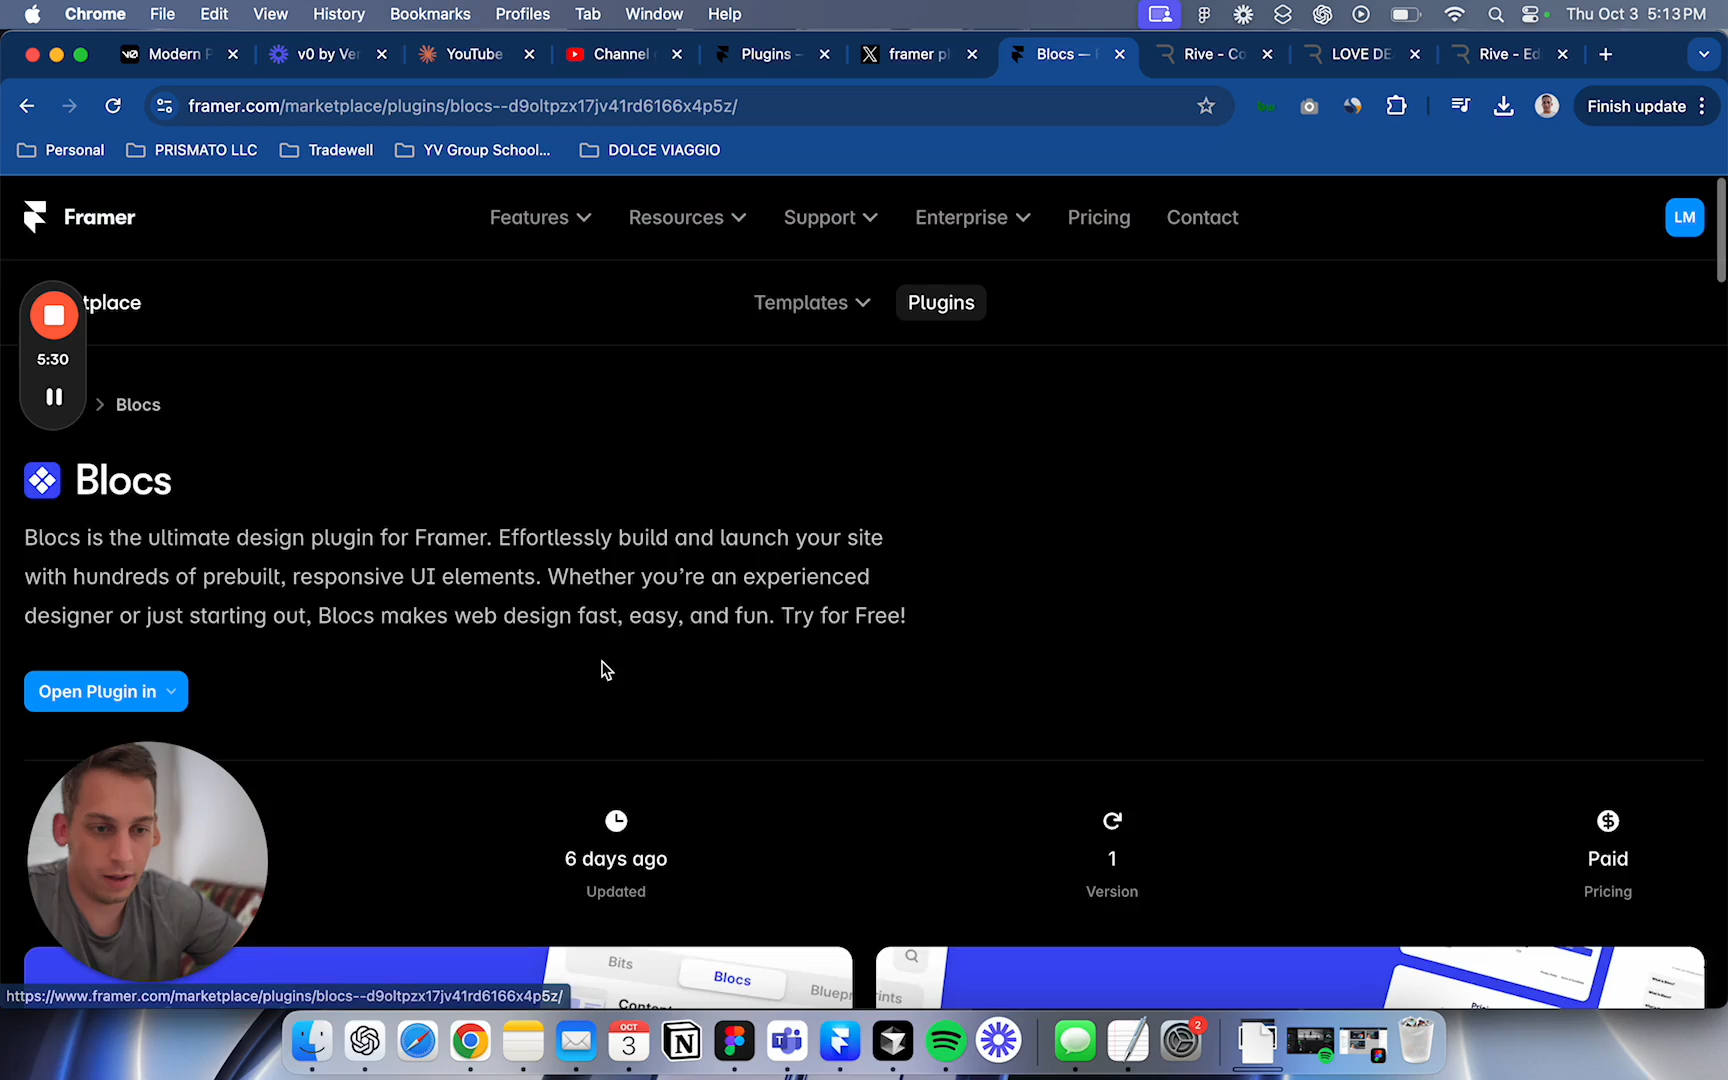 Chrome File Edit View History Bookmarks Profiles Tab Window Help Thu Oct 3 5:13 PM
Modern P v0 by Ver YouTube Channel Plugins — framer pl Blocs — F Rive - Co LOVE DE Rive - Ed
framer.com/marketplace/plugins/blocs--d9oltpzx17jv41rd6166x4p5z/ Finish update
Personal PRISMATO LLC Tradewell YV Group School... DOLCE VIAGGIO
Framer Features Resources Support Enterprise Pricing Contact LM
tplace Templates Plugins
5:30
Blocs
Blocs
Blocs is the ultimate design plugin for Framer. Effortlessly build and launch your site
with hundreds of prebuilt, responsive UI elements. Whether you’re an experienced
designer or just starting out, Blocs makes web design fast, easy, and fun. Try for Free!
Open Plugin in
6 days ago 1 Paid
Updated Version Pricing
Bits Blocs Bluep rints
https://www.framer.com/marketplace/plugins/blocs--d9oltpzx17jv41rd6166x4p5z/
OCT
3
2